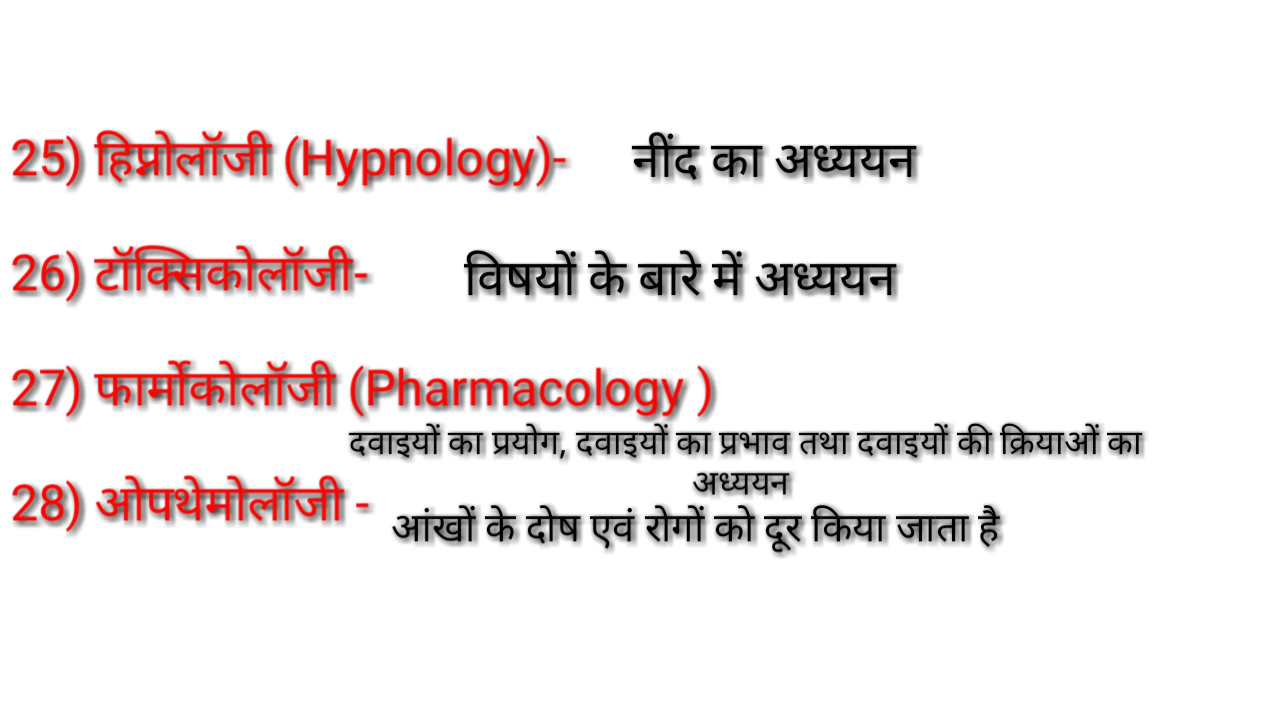 25) हिप्नोलॉजी (Hypnology)- नींद का अध्ययन
26) टॉक्सिकोलॉजी- विषयों के बारे में अध्ययन
27) फार्मोकोलॉजी (Pharmacology )
दवाइयों का प्रयोग, दवाइयों का प्रभाव तथा दवाइयों की क्रियाओं का
अध्ययन
28) ओपथेमोलॉजी - आंखों के दोष एवं रोगों को दूर किया जाता है